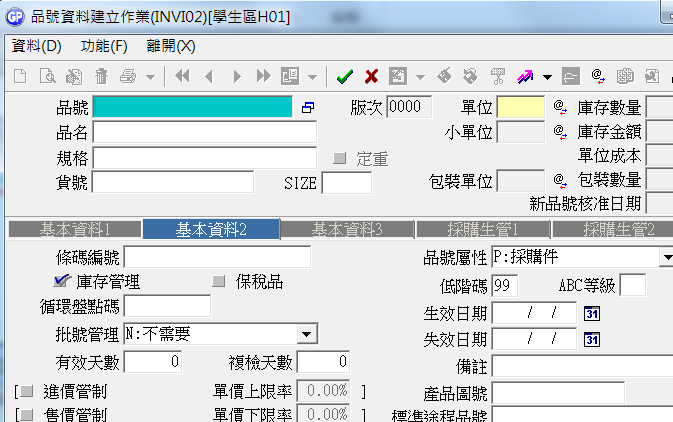 GP 品號資料建立作業(INVI02)[學生區H01]
資料(D) 功能(F) 離開(X)
品號 版次 0000 單位 庫存數量
品名 小單位 庫存金額
規格 定重 單位成本
貨號 SIZE 包裝單位 包裝數量
新品號核准日期
基本資料1 基本資料2 基本資料3 採購生管1 採購生管2
條碼編號 品號屬性 P:採購件
庫存管理 保稅品 低階碼 99 ABC等級
循環盤點碼 生效日期 / / 31
批號管理 N:不需要 失效日期 / / 31
有效天數 0 複檢天數 0 備註
[ 進價管制 單價上限率 0.00% ] 產品圖號
[ 售價管制 單價下限率 0.00% ] 標準途程品號